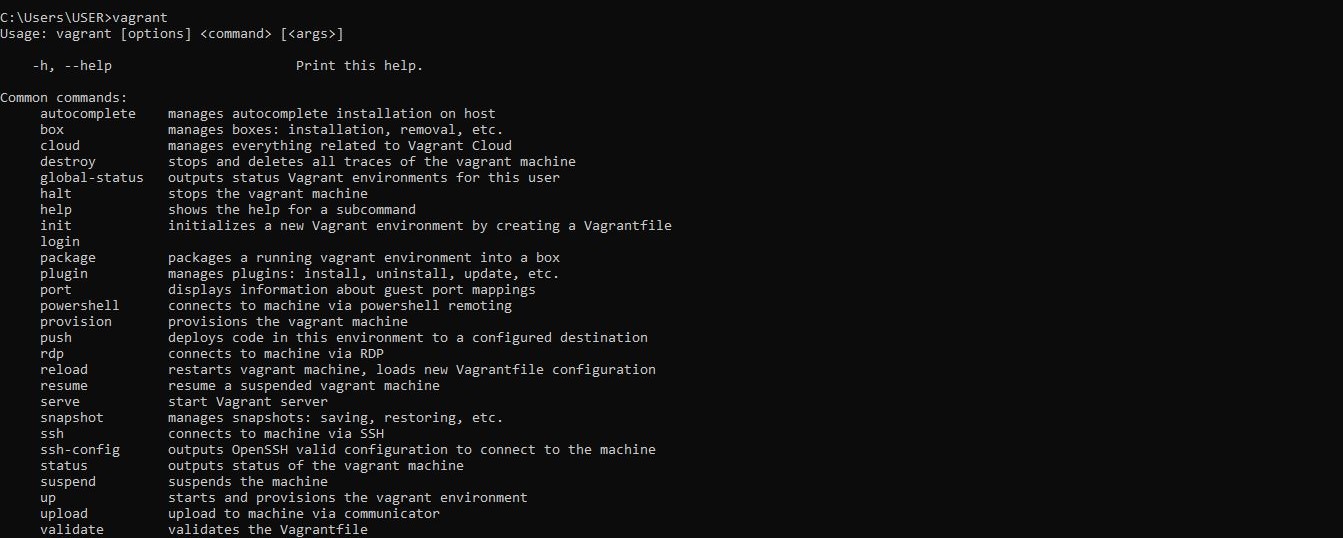 C:\Users\USER>vagrant
Usage: vagrant [options] <command> [<args>]

    -h, --help                       Print this help.

Common commands:
     autocomplete    manages autocomplete installation on host
     box             manages boxes: installation, removal, etc.
     cloud           manages everything related to Vagrant Cloud
     destroy         stops and deletes all traces of the vagrant machine
     global-status   outputs status Vagrant environments for this user
     halt            stops the vagrant machine
     help            shows the help for a subcommand
     init            initializes a new Vagrant environment by creating a Vagrantfile
     login
     package         packages a running vagrant environment into a box
     plugin          manages plugins: install, uninstall, update, etc.
     port            displays information about guest port mappings
     powershell      connects to machine via powershell remoting
     provision       provisions the vagrant machine
     push            deploys code in this environment to a configured destination
     rdp             connects to machine via RDP
     reload          restarts vagrant machine, loads new Vagrantfile configuration
     resume          resume a suspended vagrant machine
     serve           start Vagrant server
     snapshot        manages snapshots: saving, restoring, etc.
     ssh             connects to machine via SSH
     ssh-config      outputs OpenSSH valid configuration to connect to the machine
     status          outputs status of the vagrant machine
     suspend         suspends the machine
     up              starts and provisions the vagrant environment
     upload          upload to machine via communicator
     validate        validates the Vagrantfile